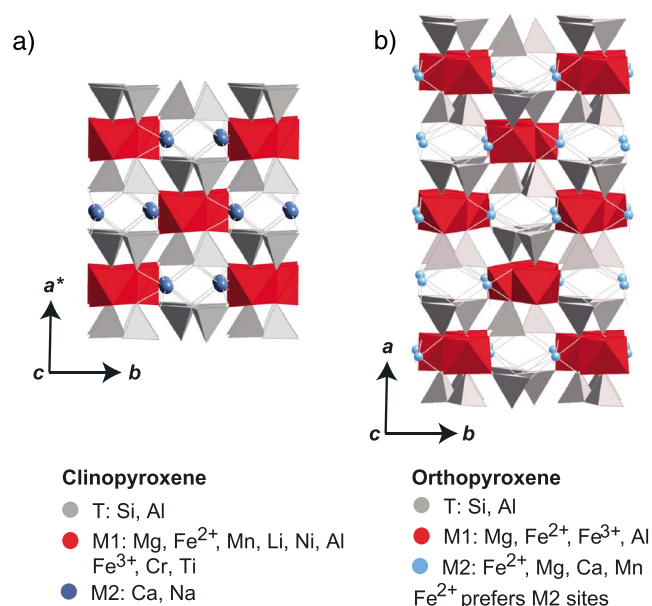 a)
b)
a*
c
b
a
c
b
Clinopyroxene
T: Si, Al
M1: Mg, Fe2+, Mn, Li, Ni, Al
Fe3+, Cr, Ti
M2: Ca, Na
Orthopyroxene
T: Si, Al
M1: Mg, Fe2+, Fe3+, Al
M2: Fe2+, Mg, Ca, Mn
Fe2+ prefers M2 sites